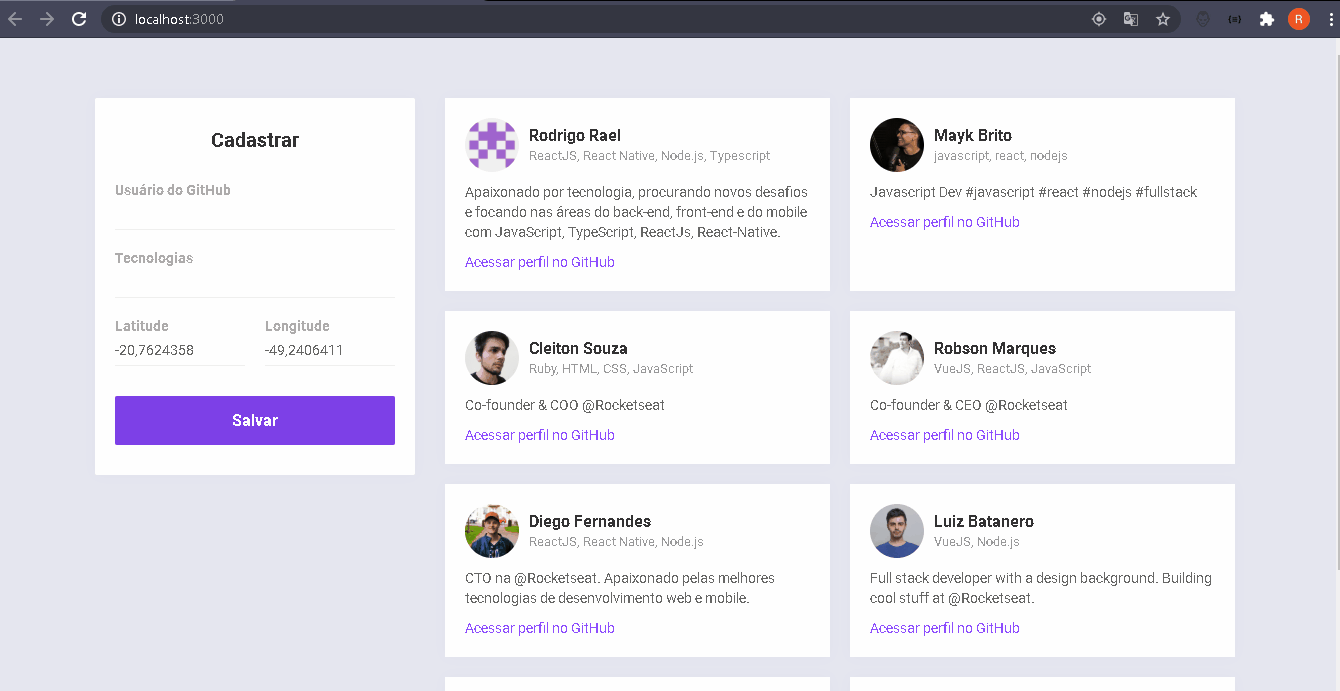 localhost:3000
R
Cadastrar
Usuário do GitHub
Tecnologias
Latitude
Longitude
-20,7624358
-49,2406411
Salvar
Rodrigo Rael
ReactJS, React Native, Node.js, Typescript
Apaixonado por tecnologia, procurando novos desafios
e focando nas áreas do back-end, front-end e do mobile
com JavaScript, TypeScript, ReactJs, React-Native.
Acessar perfil no GitHub
Mayk Brito
javascript, react, nodejs
Javascript Dev #javascript #react #nodejs #fullstack
Acessar perfil no GitHub
Cleiton Souza
Ruby, HTML, CSS, JavaScript
Co-founder & COO @Rocketseat
Acessar perfil no GitHub
Robson Marques
VueJS, ReactJS, JavaScript
Co-founder & CEO @Rocketseat
Acessar perfil no GitHub
Diego Fernandes
ReactJS, React Native, Node.js
CTO na @Rocketseat. Apaixonado pelas melhores
tecnologias de desenvolvimento web e mobile.
Acessar perfil no GitHub
Luiz Batanero
VueJS, Node.js
Full stack developer with a design background. Building
cool stuff at @Rocketseat.
Acessar perfil no GitHub